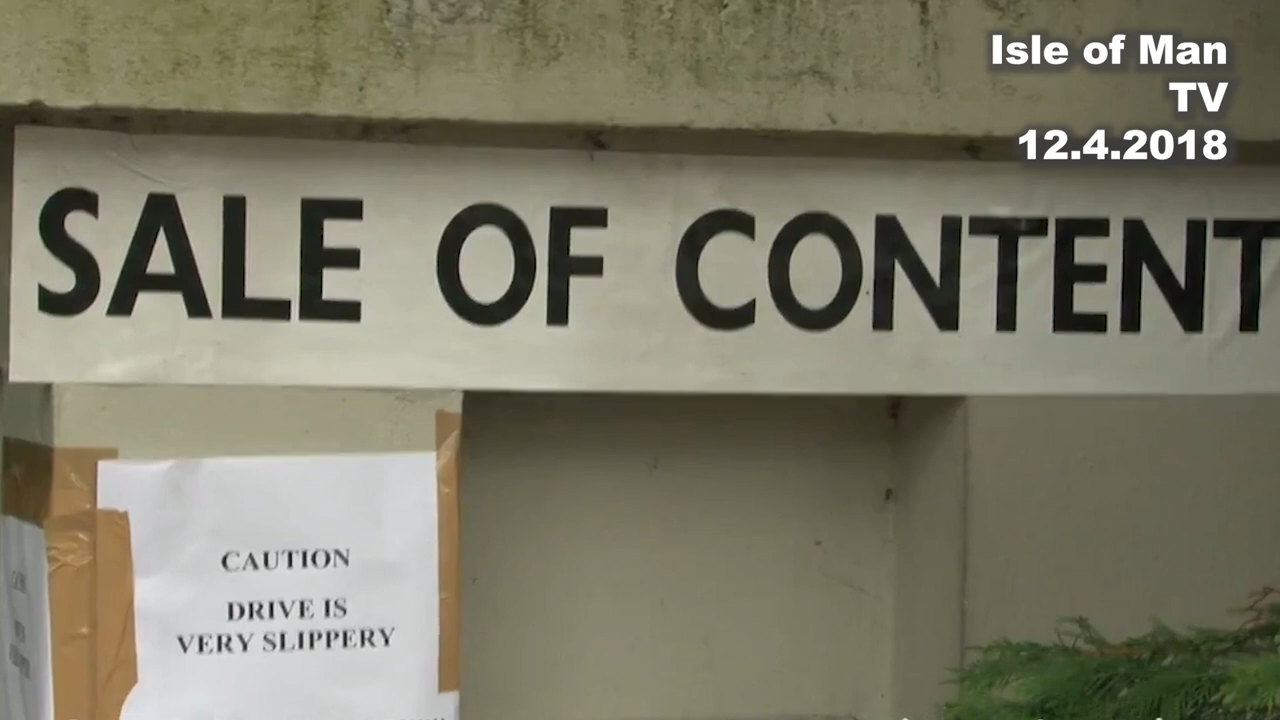 Isle of Man
TV
12.4.2018
SALE OF CONTENT
CAUTION
DRIVE IS
VERY SLIPPERY